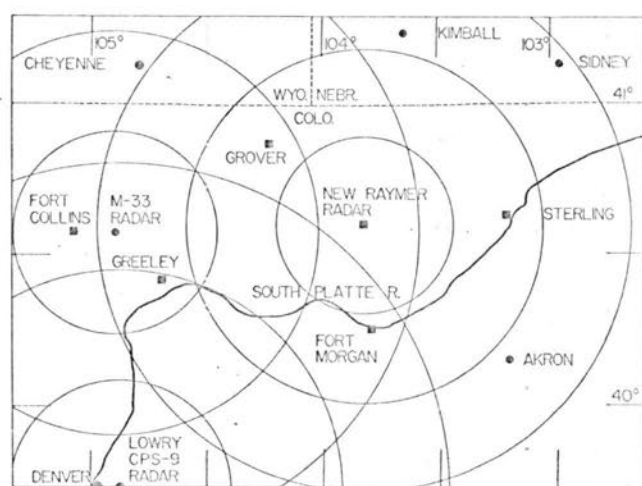 105°
104°
103°
KIMBALL
CHEYENNE
SIDNEY
WYO. NEBR.
41°
COLO.
GROVER
FORT
COLLINS
M-33
RADAR
NEW RAYMER
RADAR
STERLING
GREELEY
SOUTH PLATTE R.
FORT
MORGAN
AKRON
40°
LOWRY
CPS-9
RADAR
DENVER